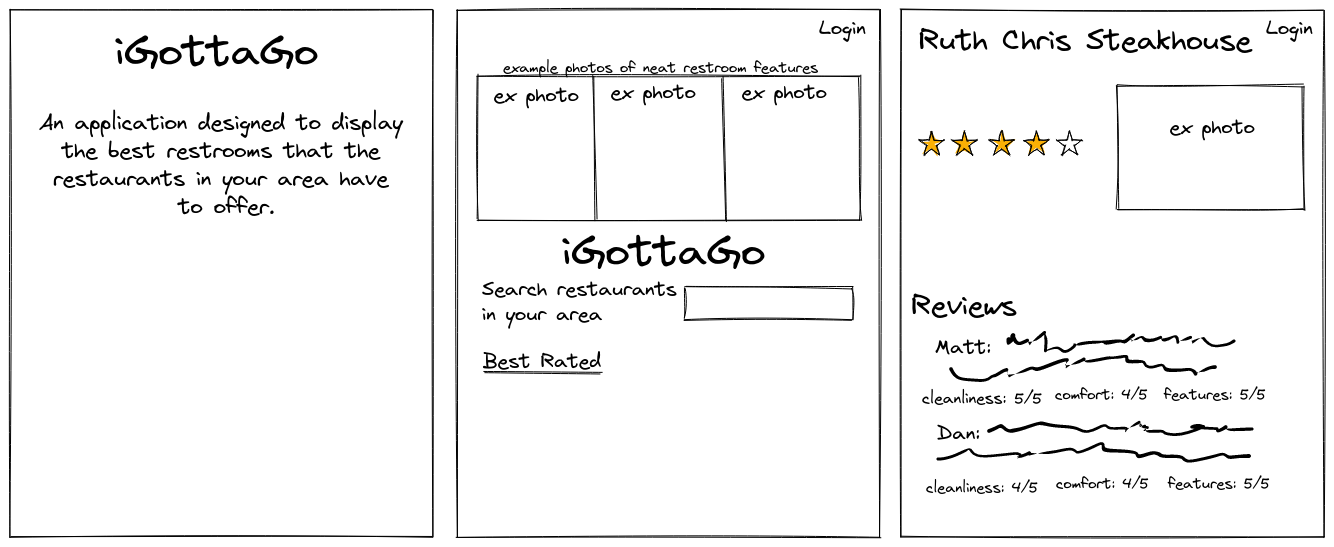 iGottaGo
An application designed to display
the best restrooms that the
restaurants in your area have
to offer.
Login
example photos of neat restroom features
ex photo
ex photo
ex photo
iGottaGo
Search restaurants
in your area
Best Rated
Login
Ruth Chris Steakhouse
ex photo
Reviews
Matt:
cleanliness: 5/5 comfort: 4/5 features: 5/5
Dan:
cleanliness: 4/5 comfort: 4/5 features: 5/5